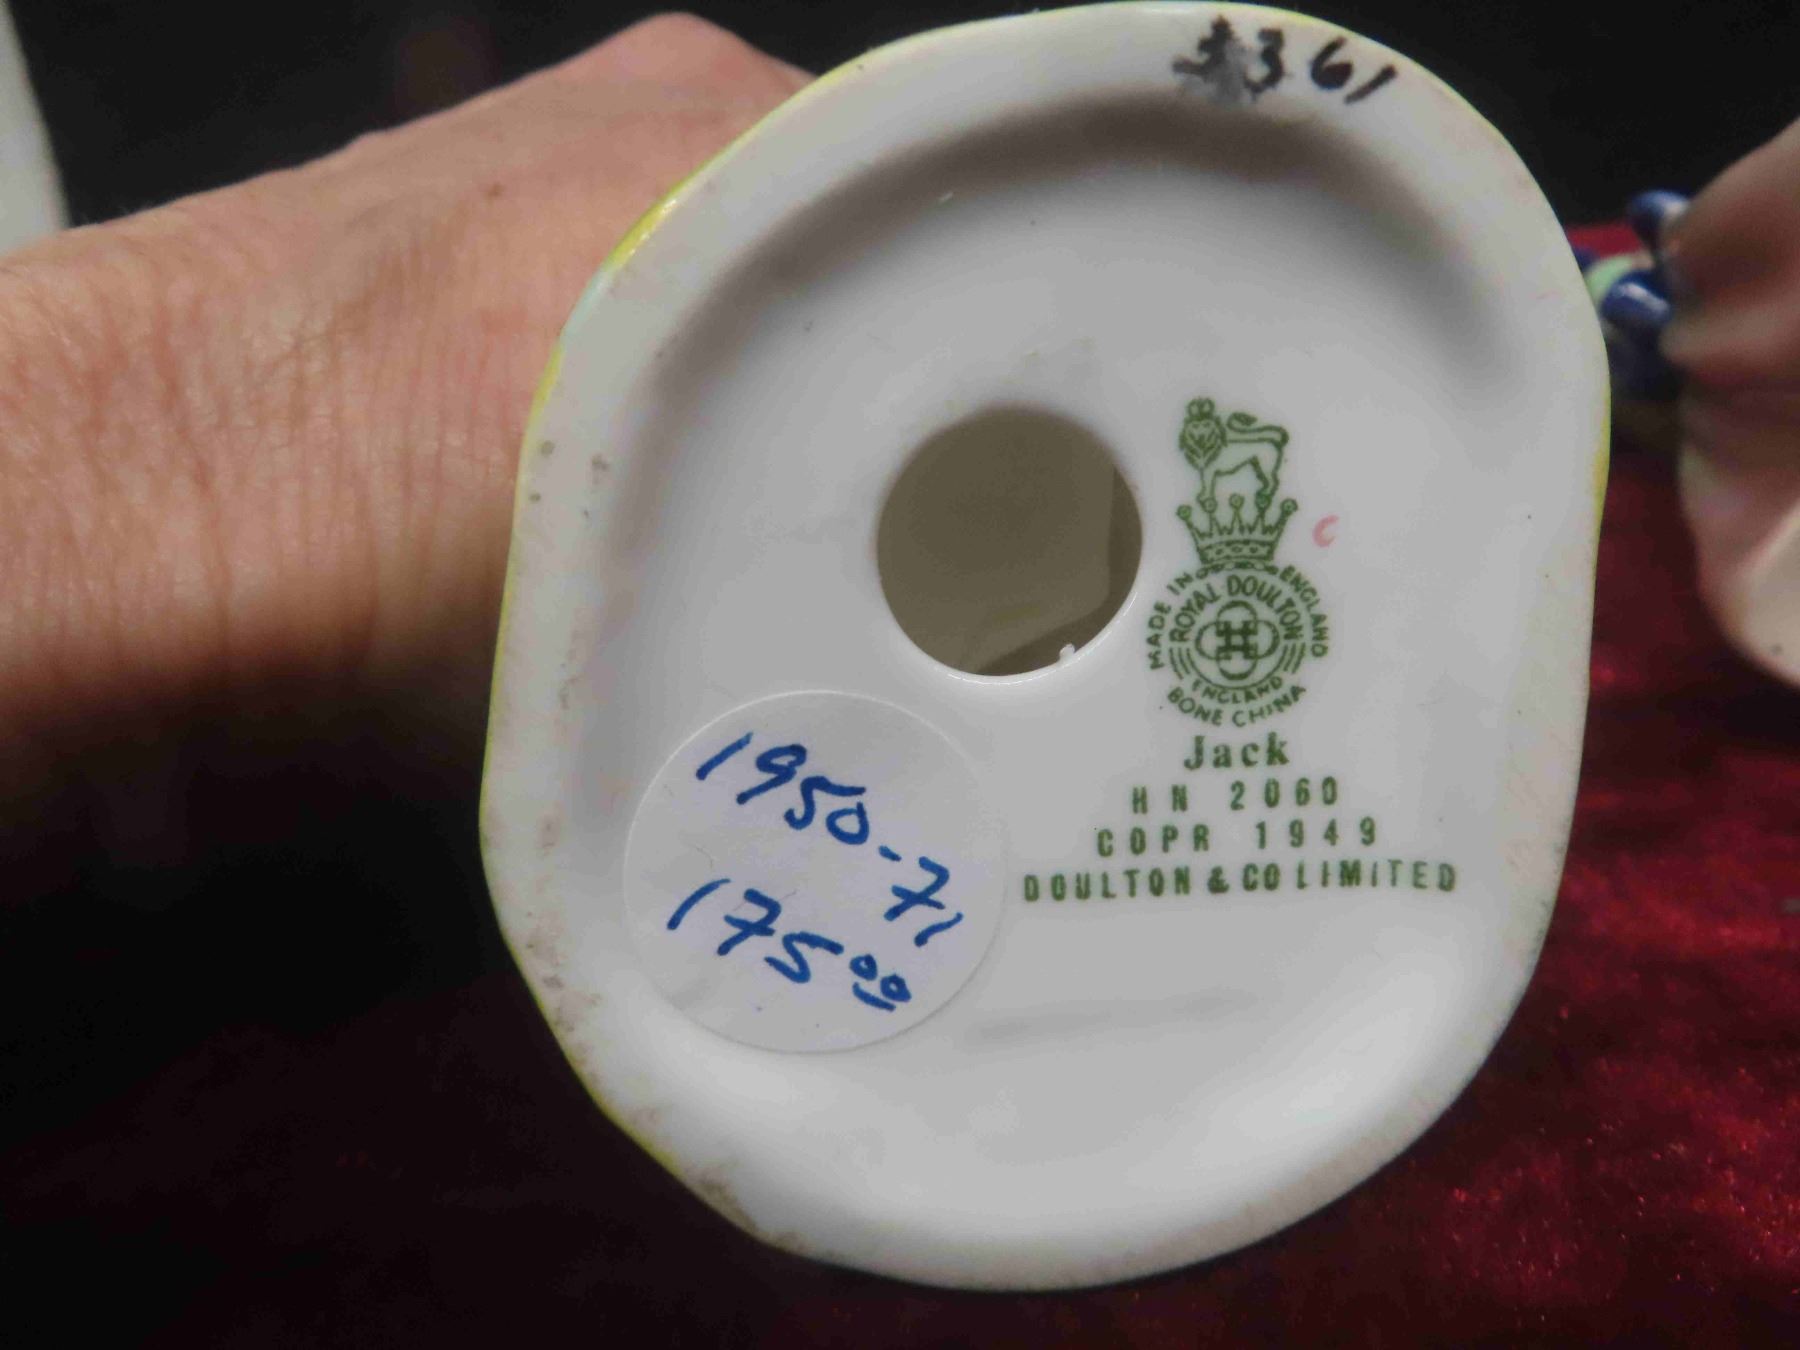 3361
MADE IN ENGLAND
ROYAL DOULTON
ENGLAND
BONE CHINA
C
Jack
HN 2060
COPR 1949
DOULTON & CO LIMITED
1950-71
175 00